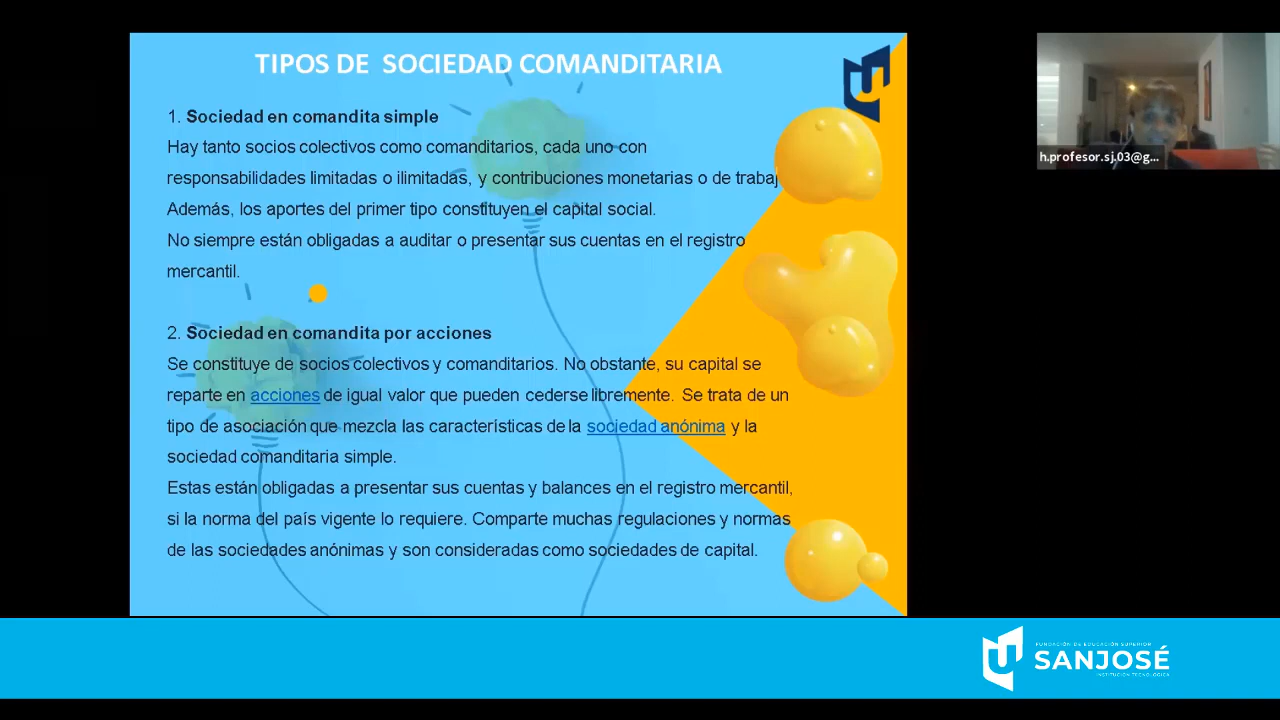 TIPOS DE SOCIEDAD COMANDITARIA
1. Sociedad en comandita simple
Hay tanto socios colectivos como comanditarios, cada uno con
responsabilidades limitadas o ilimitadas, y contribuciones monetarias o de trabaj
Además, los aportes del primer tipo constituyen el capital social.
No siempre están obligadas a auditar o presentar sus cuentas en el registro
mercantil.
2. Sociedad en comandita por acciones
Se constituye de socios colectivos y comanditarios. No obstante, su capital se
reparte en acciones de igual valor que pueden cederse libremente. Se trata de un
tipo de asociación que mezcla las características de la sociedad anónima y la
sociedad comanditaria simple.
Estas están obligadas a presentar sus cuentas y balances en el registro mercantil,
si la norma del país vigente lo requiere. Comparte muchas regulaciones y normas
de las sociedades anónimas y son consideradas como sociedades de capital.
h.profesor.sj.03@g...
FUNDACIÓN DE EDUCACIÓN SUPERIOR
SANJOSÉ
INSTITUCIÓN TECNOLÓGICA